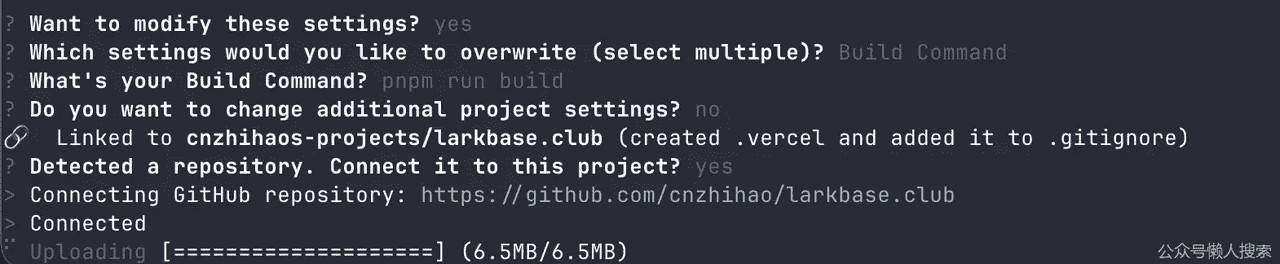 ? Want to modify these settings? yes
? Which settings would you like to overwrite (select multiple)? Build Command
? What's your Build Command? pnpm run build
? Do you want to change additional project settings? no
🔗 Linked to cnzhihaos-projects/larkbase.club (created .vercel and added it to .gitignore)
? Detected a repository. Connect it to this project? yes
> Connecting GitHub repository: https://github.com/cnzhihao/larkbase.club
> Connected
Uploading [====================] (6.5MB/6.5MB)
公众号懒人搜索